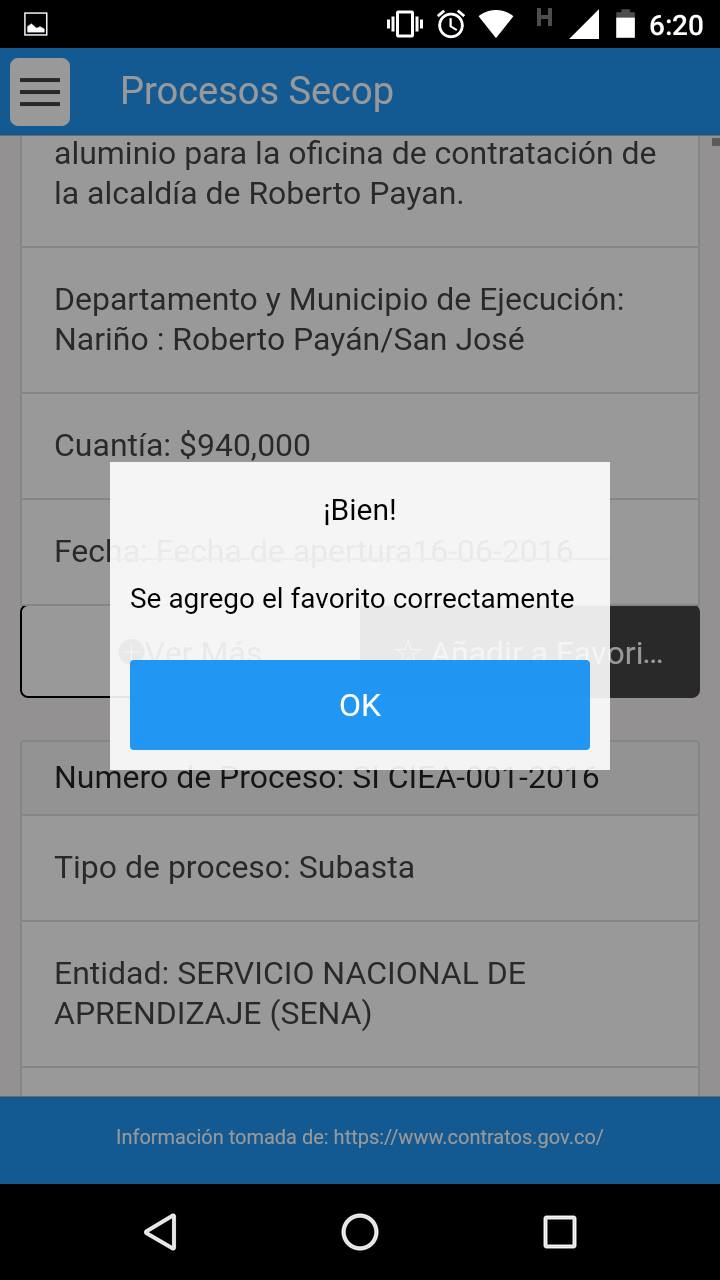 H
6:20
Procesos Secop
aluminio para la oficina de contratación de
la alcaldía de Roberto Payan.
Departamento y Municipio de Ejecución:
Nariño : Roberto Payán/San José
Cuantía: $940,000
¡Bien!
Fecha: Fecha de apertura16-06-2016
Se agrego el favorito correctamente
Ver Más
Añadir a Favori...
OK
Numero de Proceso: SI CIEA-001-2016
Tipo de proceso: Subasta
Entidad: SERVICIO NACIONAL DE
APRENDIZAJE (SENA)
Información tomada de: https://www.contratos.gov.co/